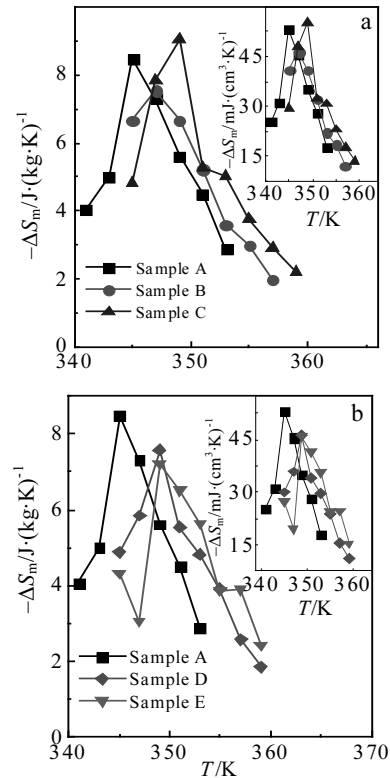 a
−ΔSm/J·(kg·K)-1
8
6
4
2
0
340
350
360
T/K
Sample A
Sample B
Sample C
−ΔSm/mJ·(cm3·K)-1
45
30
15
340
350
360
T/K
b
−ΔSm/J·(kg·K)-1
8
6
4
2
0
340
350
360
370
T/K
Sample A
Sample D
Sample E
−ΔSm/mJ·(cm3·K)-1
45
30
15
340
350
360
T/K